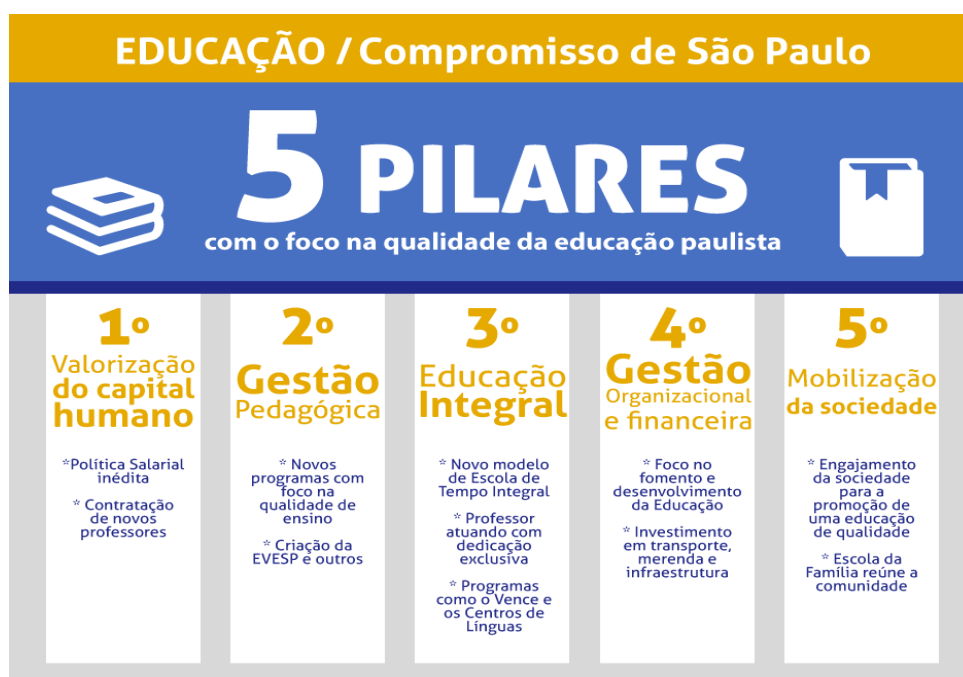 EDUCAÇÃO / Compromisso de São Paulo
5 PILARES
com o foco na qualidade da educação paulista
1º
Valorização
do capital
humano
*Política Salarial
inédita
* Contratação
de novos
professores
2º
Gestão
Pedagógica
* Novos
programas com
foco na
qualidade de
ensino
* Criação da
EVESP e outros
3º
Educação
Integral
* Novo modelo
de Escola de
Tempo Integral
* Professor
atuando com
dedicação
exclusiva
* Programas
como o Vence e
os Centros de
Línguas
4º
Gestão
Organizacional
e financeira
* Foco no
fomento e
desenvolvimento
da Educação
* Investimento
em transporte,
merenda e
infraestrutura
5º
Mobilização
da sociedade
* Engajamento
da sociedade
para a
promoção de
uma educação
de qualidade
* Escola da
Família reúne a
comunidade